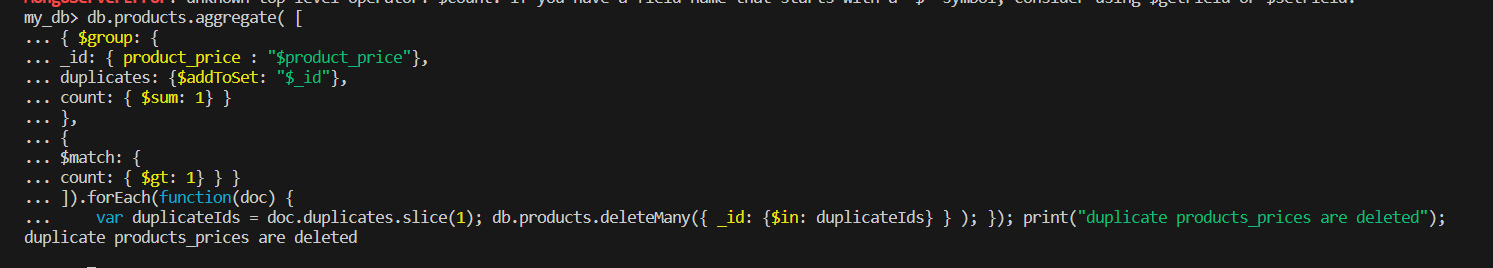 MongoServerError: unknown top level operator: $count. If you have a field name that starts with a '$' symbol, consider using $getField or $setField.
my_db> db.products.aggregate( [
... { $group: {
... _id: { product_price : "$product_price"},
... duplicates: {$addToSet: "$_id"},
... count: { $sum: 1} }
... },
... {
... $match: {
... count: { $gt: 1} } }
... ]).forEach(function(doc) {
...     var duplicateIds = doc.duplicates.slice(1); db.products.deleteMany({ _id: {$in: duplicateIds} } ); }); print("duplicate products_prices are deleted");
duplicate products_prices are deleted